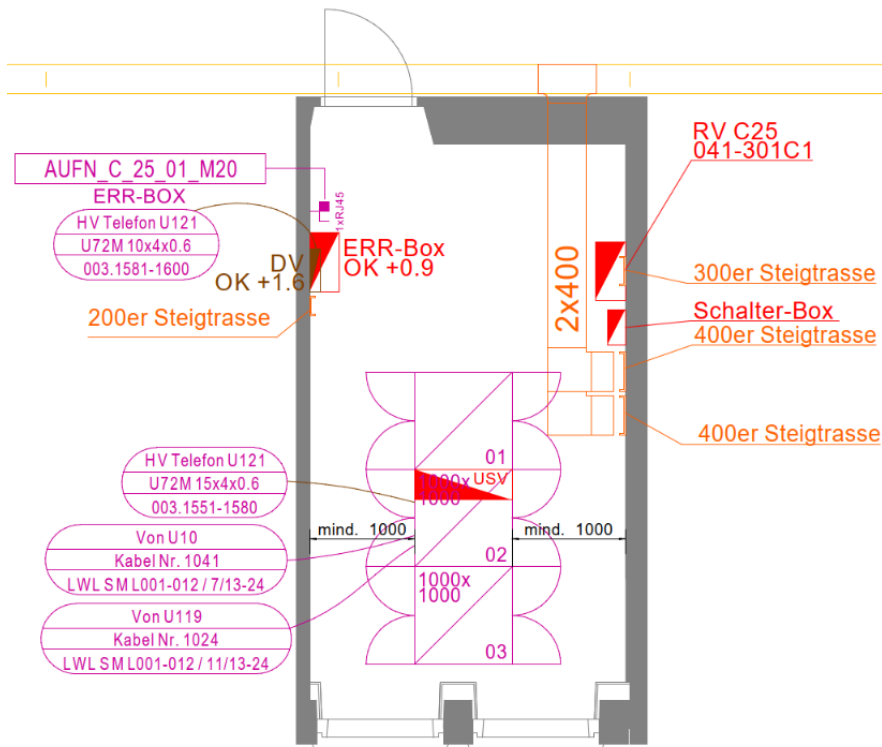 RV C25
041-301C1
AUFN_C_25_01_M20
ERR-BOX
1xRJ45
HV Telefon U121
U72M 10x4x0.6
003.1581-1600
DV
OK +1.6
ERR-Box
OK +0.9
2x400
300er Steigtrasse
200er Steigtrasse
Schalter-Box
400er Steigtrasse
400er Steigtrasse
01
HV Telefon U121
U72M 15x4x0.6
003.1551-1580
1000x
1000
USV
mind. 1000
mind. 1000
Von U10
Kabel Nr. 1041
LWL SM L001-012 / 7/13-24
02
1000x
1000
Von U119
Kabel Nr. 1024
LWL SM L001-012 / 11/13-24
03